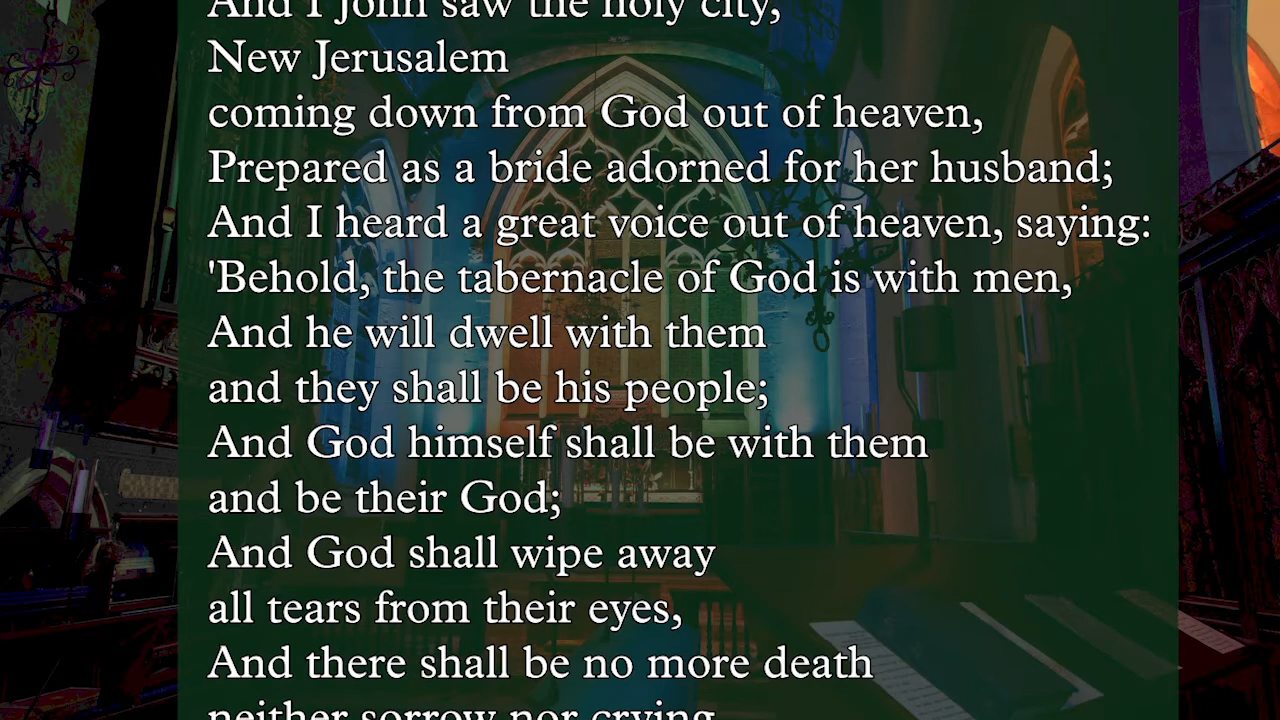 And I John saw the holy city,
New Jerusalem
coming down from God out of heaven,
Prepared as a bride adorned for her husband;
And I heard a great voice out of heaven, saying:
'Behold, the tabernacle of God is with men,
And he will dwell with them
and they shall be his people;
And God himself shall be with them
and be their God;
And God shall wipe away
all tears from their eyes,
And there shall be no more death
neither sorrow nor crying